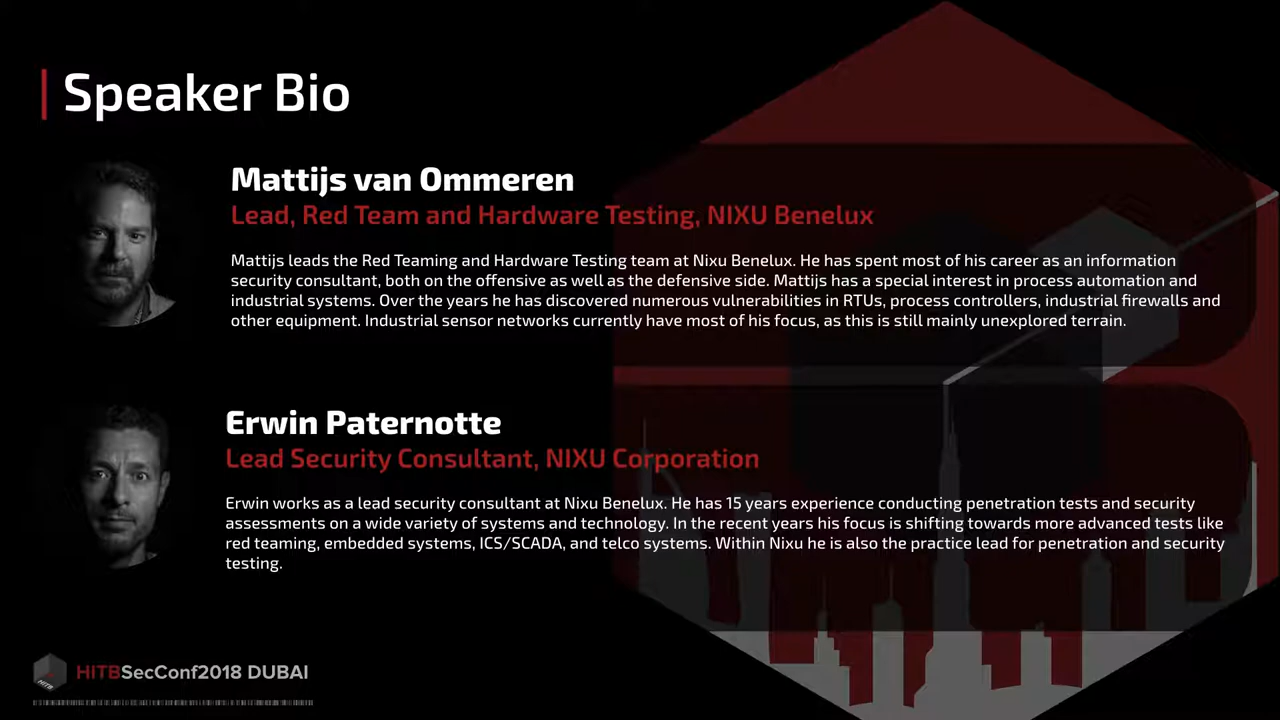 Speaker Bio
Mattijs van Ommeren
Lead, Red Team and Hardware Testing, NIXU Benelux
Mattijs leads the Red Teaming and Hardware Testing team at Nixu Benelux. He has spent most of his career as an information
security consultant, both on the offensive as well as the defensive side. Mattijs has a special interest in process automation and
industrial systems. Over the years he has discovered numerous vulnerabilities in RTUs, process controllers, industrial firewalls and
other equipment. Industrial sensor networks currently have most of his focus, as this is still mainly unexplored terrain.
Erwin Paternotte
Lead Security Consultant, NIXU Corporation
Erwin works as a lead security consultant at Nixu Benelux. He has 15 years experience conducting penetration tests and security
assessments on a wide variety of systems and technology. In the recent years his focus is shifting towards more advanced tests like
red teaming, embedded systems, ICS/SCADA, and telco systems. Within Nixu he is also the practice lead for penetration and security
testing.
HITBSecConf2018 DUBAI
HITB